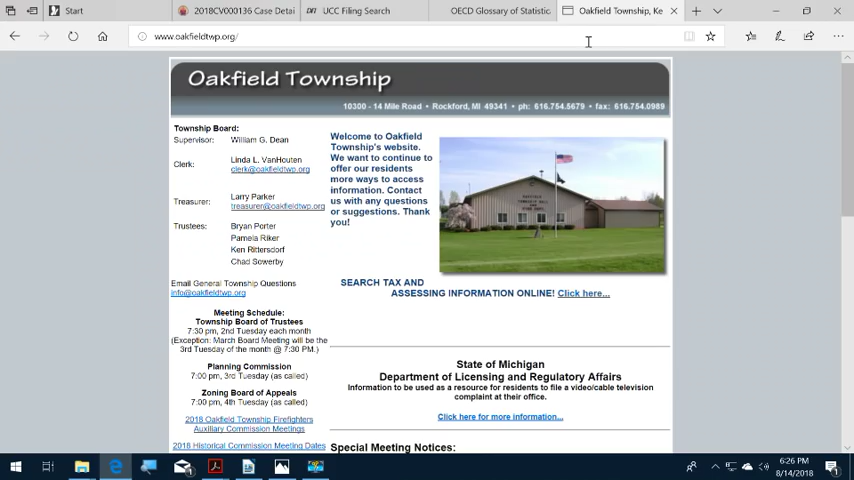 Start
2018CV000136 Case Detai
UCC Filing Search
OECD Glossary of Statistic
Oakfield Township, Ke
www.oakfieldtwp.org/
Oakfield Township
10300 - 14 Mile Road • Rockford, MI 49341 • ph: 616.754.5679 • fax: 616.754.0989
Township Board:
Supervisor: William G. Dean
Clerk: Linda L. VanHouten
clerk@oakfieldtwp.org
Treasurer: Larry Parker
treasurer@oakfieldtwp.org
Trustees: Bryan Porter
Pamela Riker
Ken Rittersdorf
Chad Sowerby
Email General Township Questions
info@oakfieldtwp.org
Meeting Schedule:
Township Board of Trustees
7:30 pm, 2nd Tuesday each month
(Exception: March Board Meeting will be the
3rd Tuesday of the month @ 7:30 PM.)
Planning Commission
7:00 pm, 3rd Tuesday (as called)
Zoning Board of Appeals
7:00 pm, 4th Tuesday (as called)
2018 Oakfield Township Firefighters
Auxiliary Commission Meetings
2018 Historical Commission Meeting Dates
Welcome to Oakfield
Township's website.
We want to continue to
offer our residents
more ways to access
information. Contact
us with any questions
or suggestions. Thank
you!
SEARCH TAX AND
ASSESSING INFORMATION ONLINE! Click here...
State of Michigan
Department of Licensing and Regulatory Affairs
Information to be used as a resource for residents to file a video/cable television
complaint at their office.
Click here for more information...
Special Meeting Notices:
6:26 PM
8/14/2018